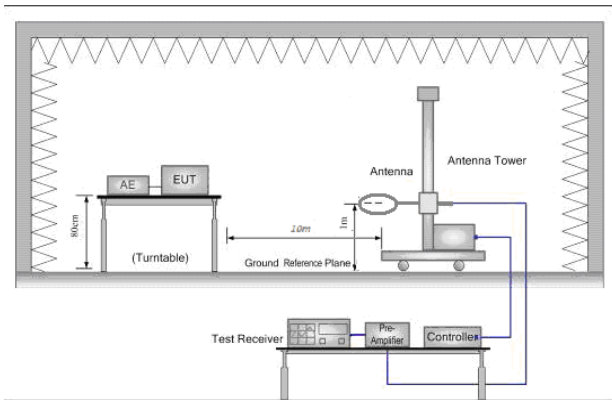 Antenna
Antenna Tower
AE
EUT
80cm
10m
1m
(Turntable)
Ground Reference Plane
Test Receiver
Pre-
Amplifier
Controller